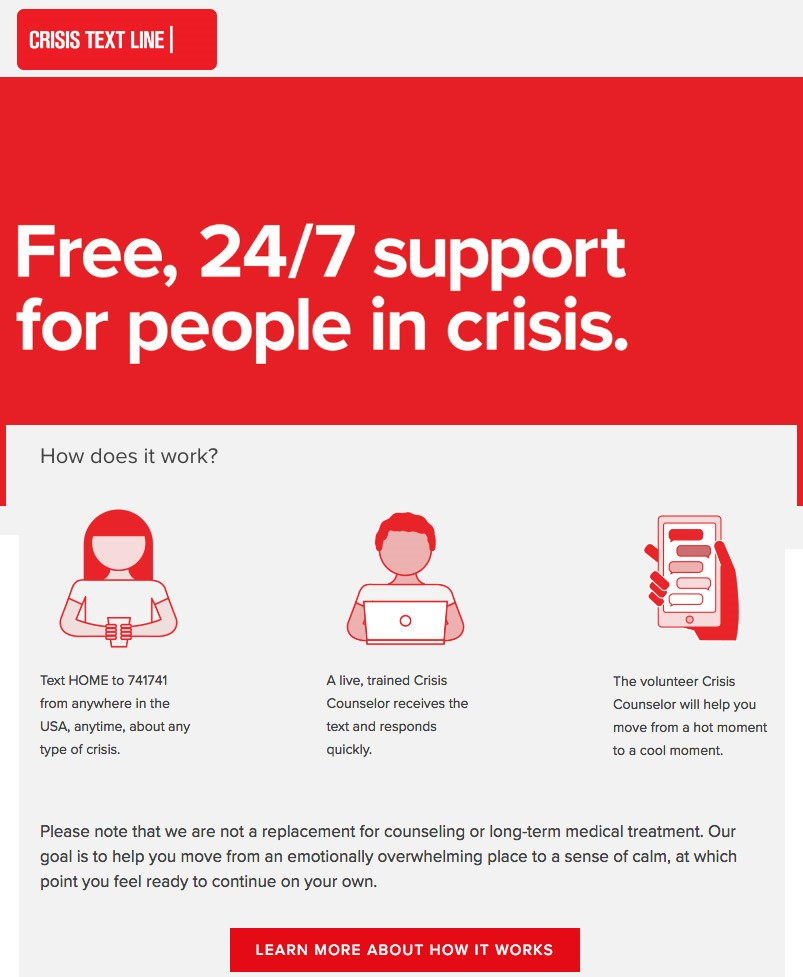 CRISIS TEXT LINE |
Free, 24/7 support
for people in crisis.
How does it work?
Text HOME to 741741
from anywhere in the
USA, anytime, about any
type of crisis.
A live, trained Crisis
Counselor receives the
text and responds
quickly.
The volunteer Crisis
Counselor will help you
move from a hot moment
to a cool moment.
Please note that we are not a replacement for counseling or long-term medical treatment. Our
goal is to help you move from an emotionally overwhelming place to a sense of calm, at which
point you feel ready to continue on your own.
LEARN MORE ABOUT HOW IT WORKS